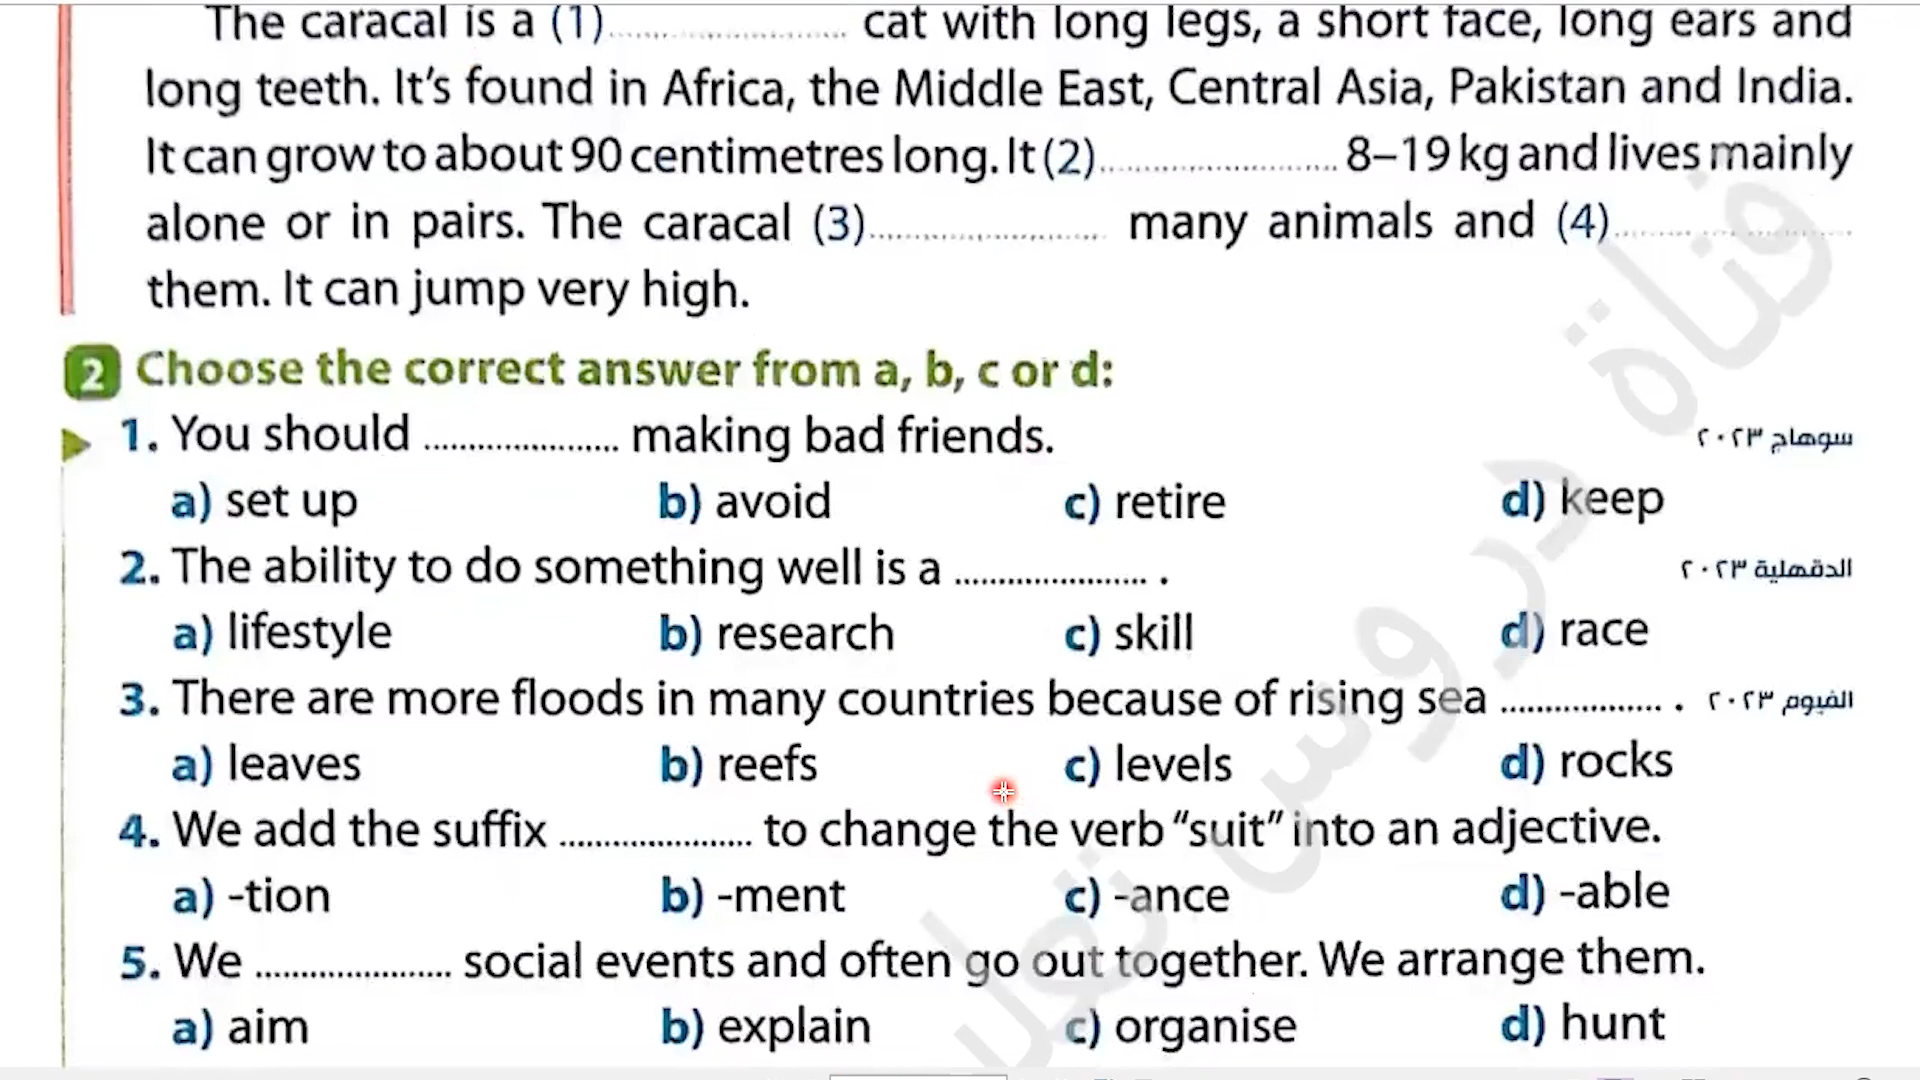 The caracal is a (1).................... cat with long legs, a short face, long ears and
long teeth. It's found in Africa, the Middle East, Central Asia, Pakistan and India.
It can grow to about 90 centimetres long. It (2).................... 8–19 kg and lives mainly
alone or in pairs. The caracal (3).................... many animals and (4)....................
them. It can jump very high.
2 Choose the correct answer from a, b, c or d:
1. You should .................... making bad friends. سوهاج ٢٠٢٣
a) set up b) avoid c) retire d) keep
2. The ability to do something well is a .................... . الدقهلية ٢٠٢٣
a) lifestyle b) research c) skill d) race
3. There are more floods in many countries because of rising sea .................... . الفيوم ٢٠٢٣
a) leaves b) reefs c) levels d) rocks
4. We add the suffix .................... to change the verb “suit” into an adjective.
a) -tion b) -ment c) -ance d) -able
5. We .................... social events and often go out together. We arrange them.
a) aim b) explain c) organise d) hunt
قناة دروس